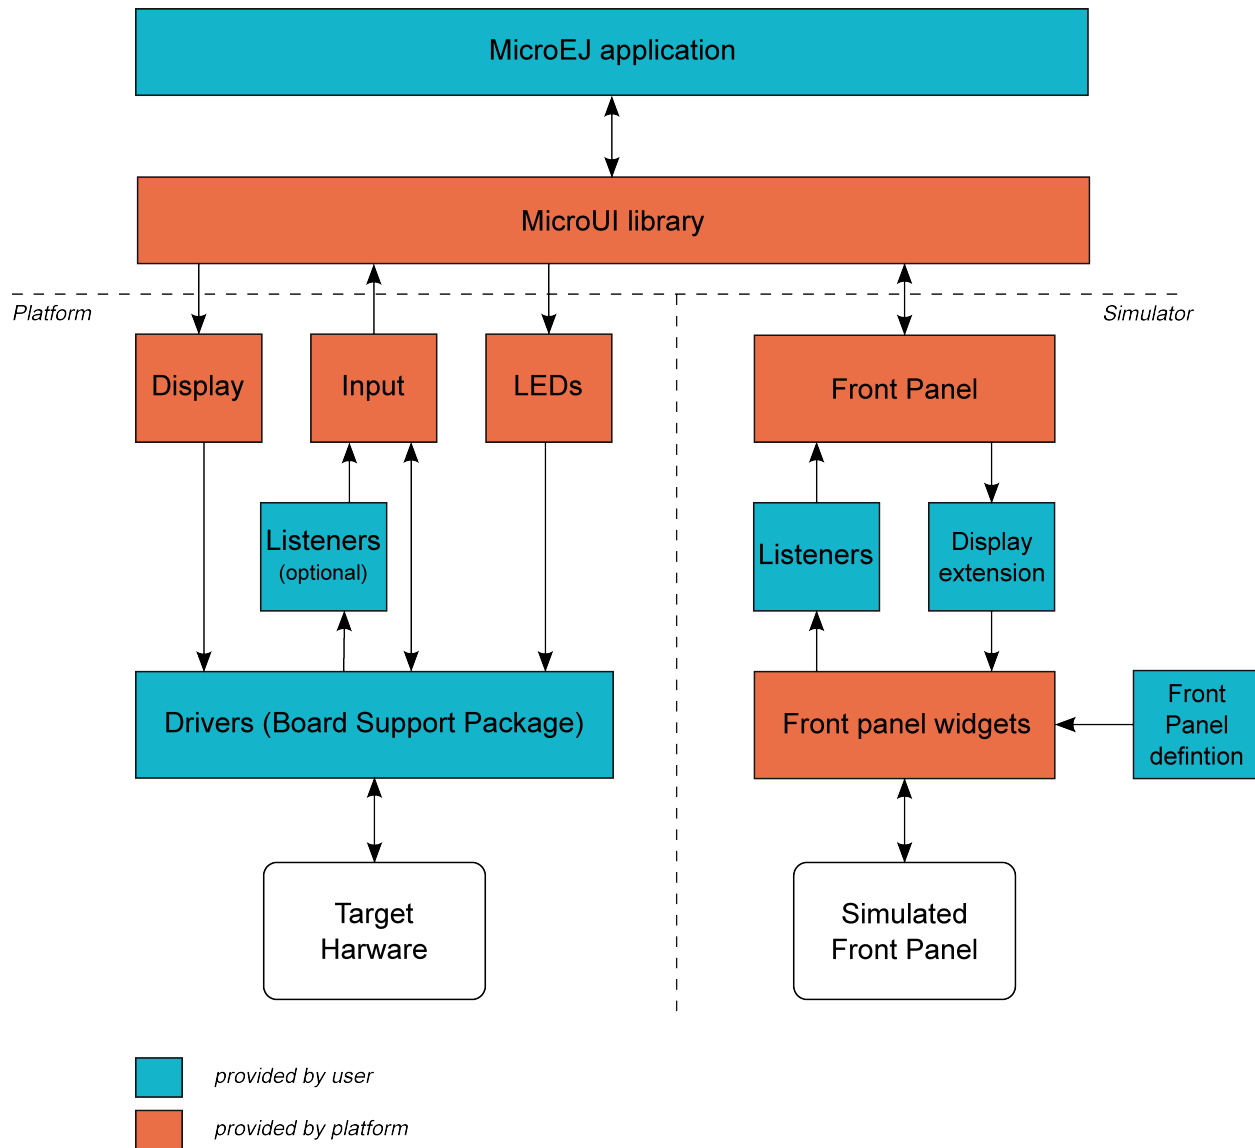 MicroEJ application
MicroUI library
Platform
Simulator
Display
Input
LEDs
Front Panel
Listeners
(optional)
Listeners
Display
extension
Drivers (Board Support Package)
Front panel widgets
Front
Panel
defintion
Target
Harware
Simulated
Front Panel
provided by user
provided by platform